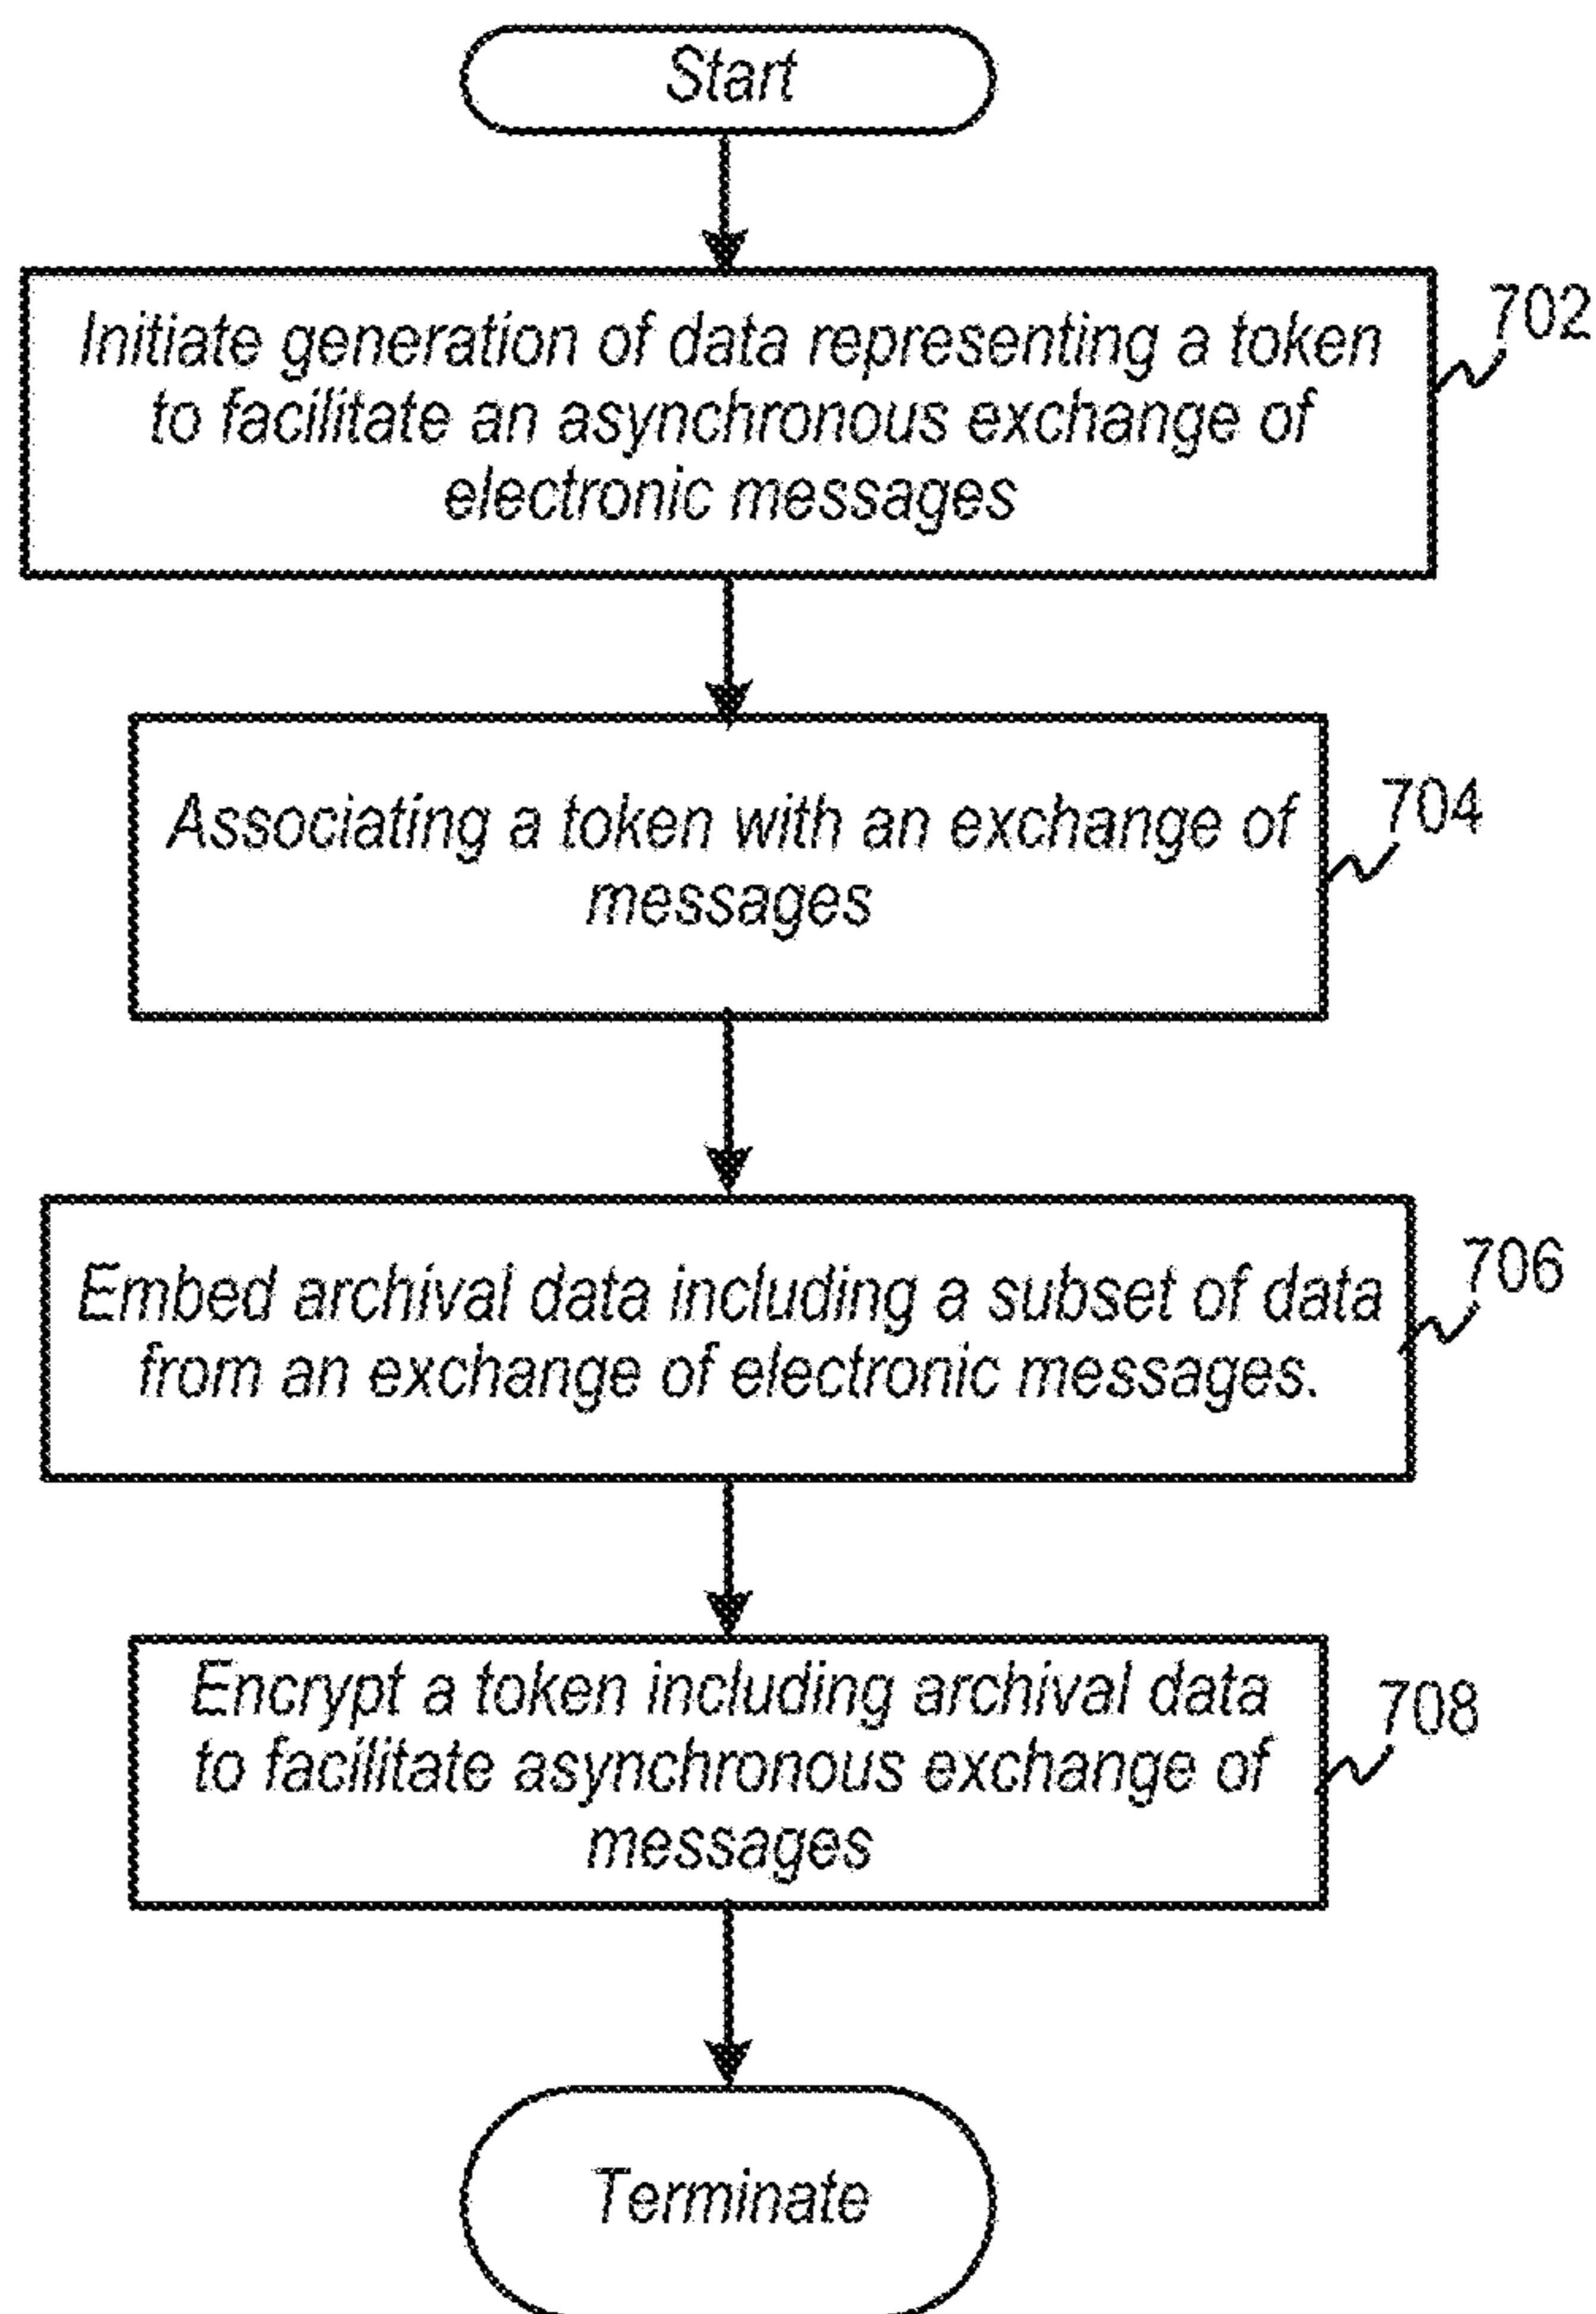 Start
Initiate generation of data representing a token
to facilitate an asynchronous exchange of
electronic messages
702
Associating a token with an exchange of
messages
704
Embed archival data including a subset of data
from an exchange of electronic messages.
706
Encrypt a token including archival data
to facilitate asynchronous exchange of
messages
708
Terminate